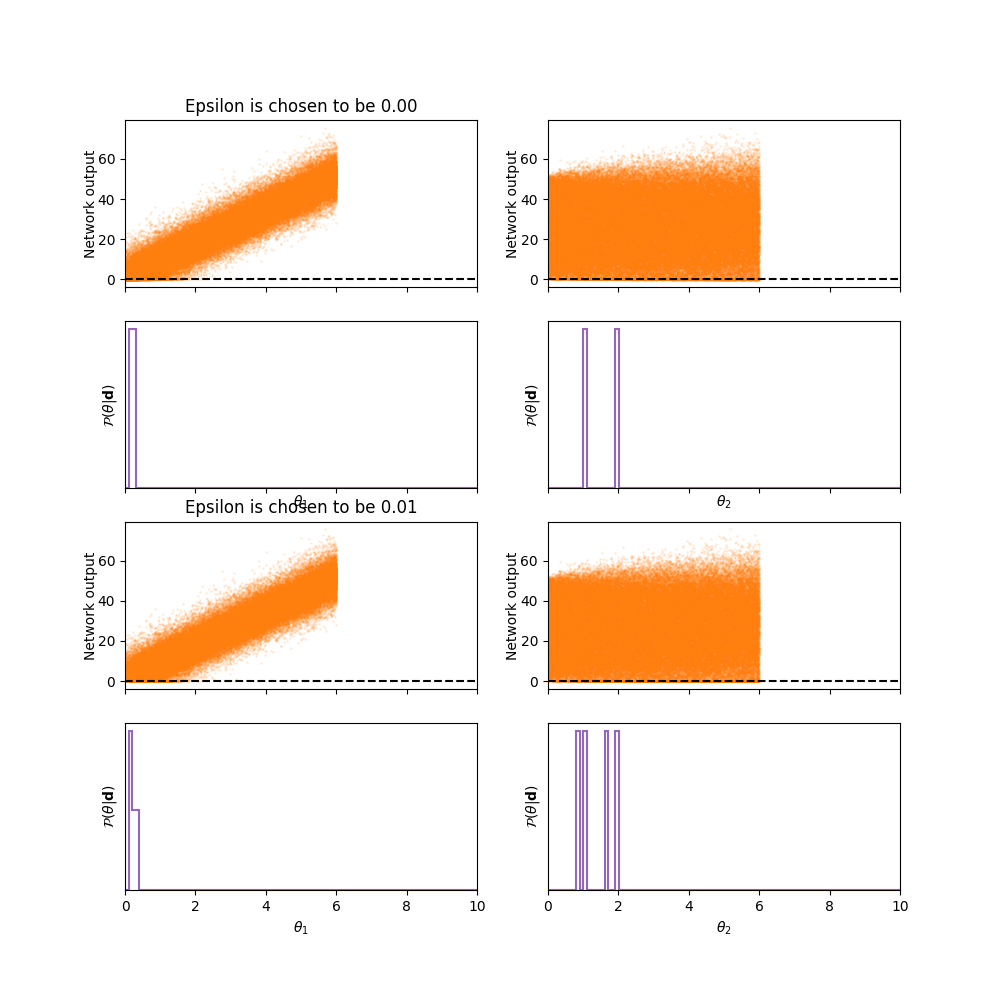 Epsilon is chosen to be 0.00
Network output
60
40
20
0
Network output
60
40
20
0
𝒫(θ|𝐝)
θ₁
𝒫(θ|𝐝)
θ₂
Epsilon is chosen to be 0.01
Network output
60
40
20
0
Network output
60
40
20
0
𝒫(θ|𝐝)
0 2 4 6 8 10
θ₁
𝒫(θ|𝐝)
0 2 4 6 8 10
θ₂